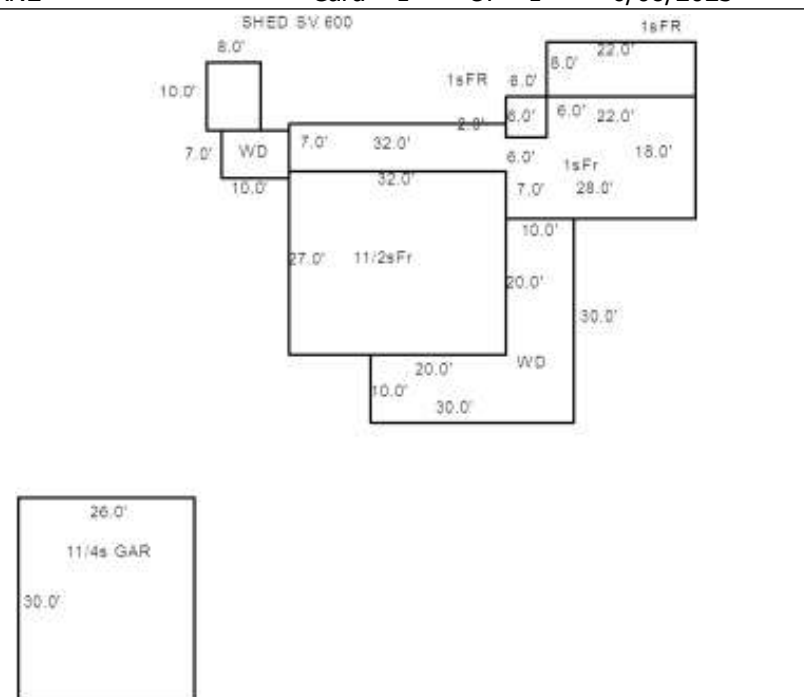 Card 1 Of 1
SHED SV 600
1sFR
8.0'
22.0'
8.0'
10.0'
1sFR 6.0'
6.0' 6.0' 22.0'
2.0'
7.0' WD 7.0' 32.0'
6.0' 1sFr 18.0'
10.0' 32.0'
7.0' 28.0'
10.0'
27.0' 11/2sFr
20.0'
30.0'
20.0' WD
10.0'
30.0'
26.0'
11/4s GAR
30.0'